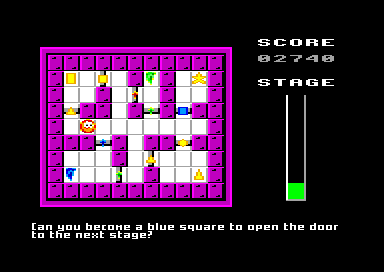 SCORE
02740
STAGE
Can you become a blue square to open the door
to the next stage?